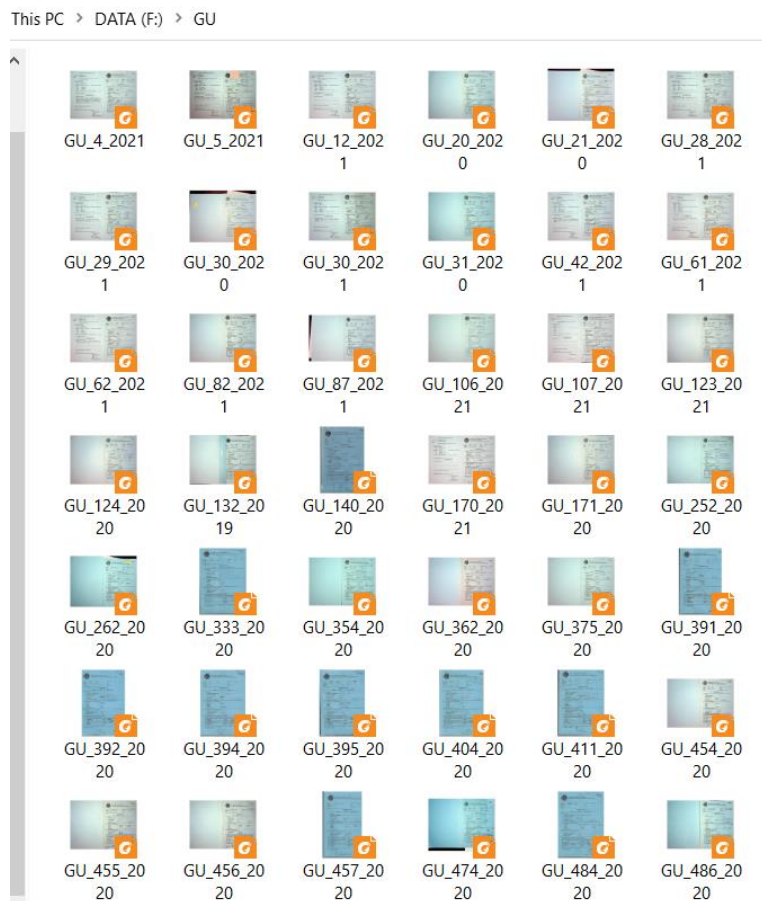 This PC > DATA (F:) > GU
GU_4_2021 GU_5_2021 GU_12_202 GU_20_202 GU_21_202 GU_28_202
1 0 0 1
GU_29_202 GU_30_202 GU_30_202 GU_31_202 GU_42_202 GU_61_202
1 0 1 0 1 1
GU_62_202 GU_82_202 GU_87_202 GU_106_20 GU_107_20 GU_123_20
1 1 1 21 21 21
GU_124_20 GU_132_20 GU_140_20 GU_170_20 GU_171_20 GU_252_20
20 19 20 21 20 20
GU_262_20 GU_333_20 GU_354_20 GU_362_20 GU_375_20 GU_391_20
20 20 20 20 20 20
GU_392_20 GU_394_20 GU_395_20 GU_404_20 GU_411_20 GU_454_20
20 20 20 20 20 20
GU_455_20 GU_456_20 GU_457_20 GU_474_20 GU_484_20 GU_486_20
20 20 20 20 20 20